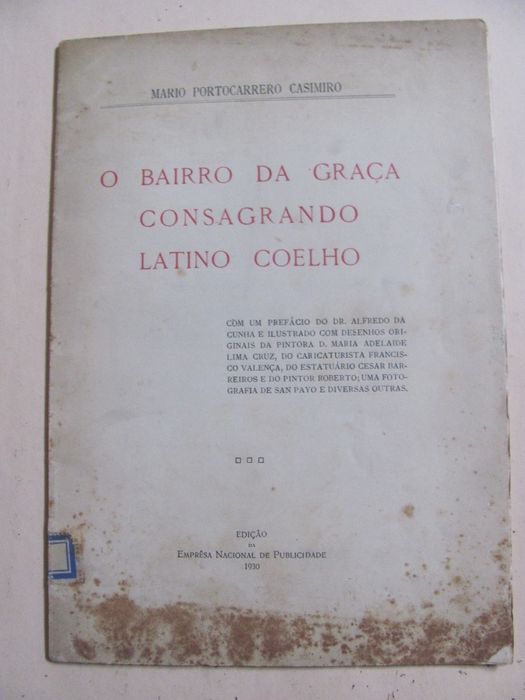 MARIO PORTOCARRERO CASIMIRO
O BAIRRO DA GRAÇA
CONSAGRANDO
LATINO COELHO
COM UM PREFÁCIO DO DR. ALFREDO DA
CUNHA E ILUSTRADO COM DESENHOS ORI-
GINAIS DA PINTORA D. MARIA ADELAIDE
LIMA CRUZ, DO CARICATURISTA FRANCIS-
CO VALENÇA, DO ESTATUÁRIO CESAR BAR-
REIROS E DO PINTOR ROBERTO; UMA FOTO-
GRAFIA DE SAN PAYO E DIVERSAS OUTRAS.
EDIÇÃO
DA
EMPRÊSA NACIONAL DE PUBLICIDADE
1930